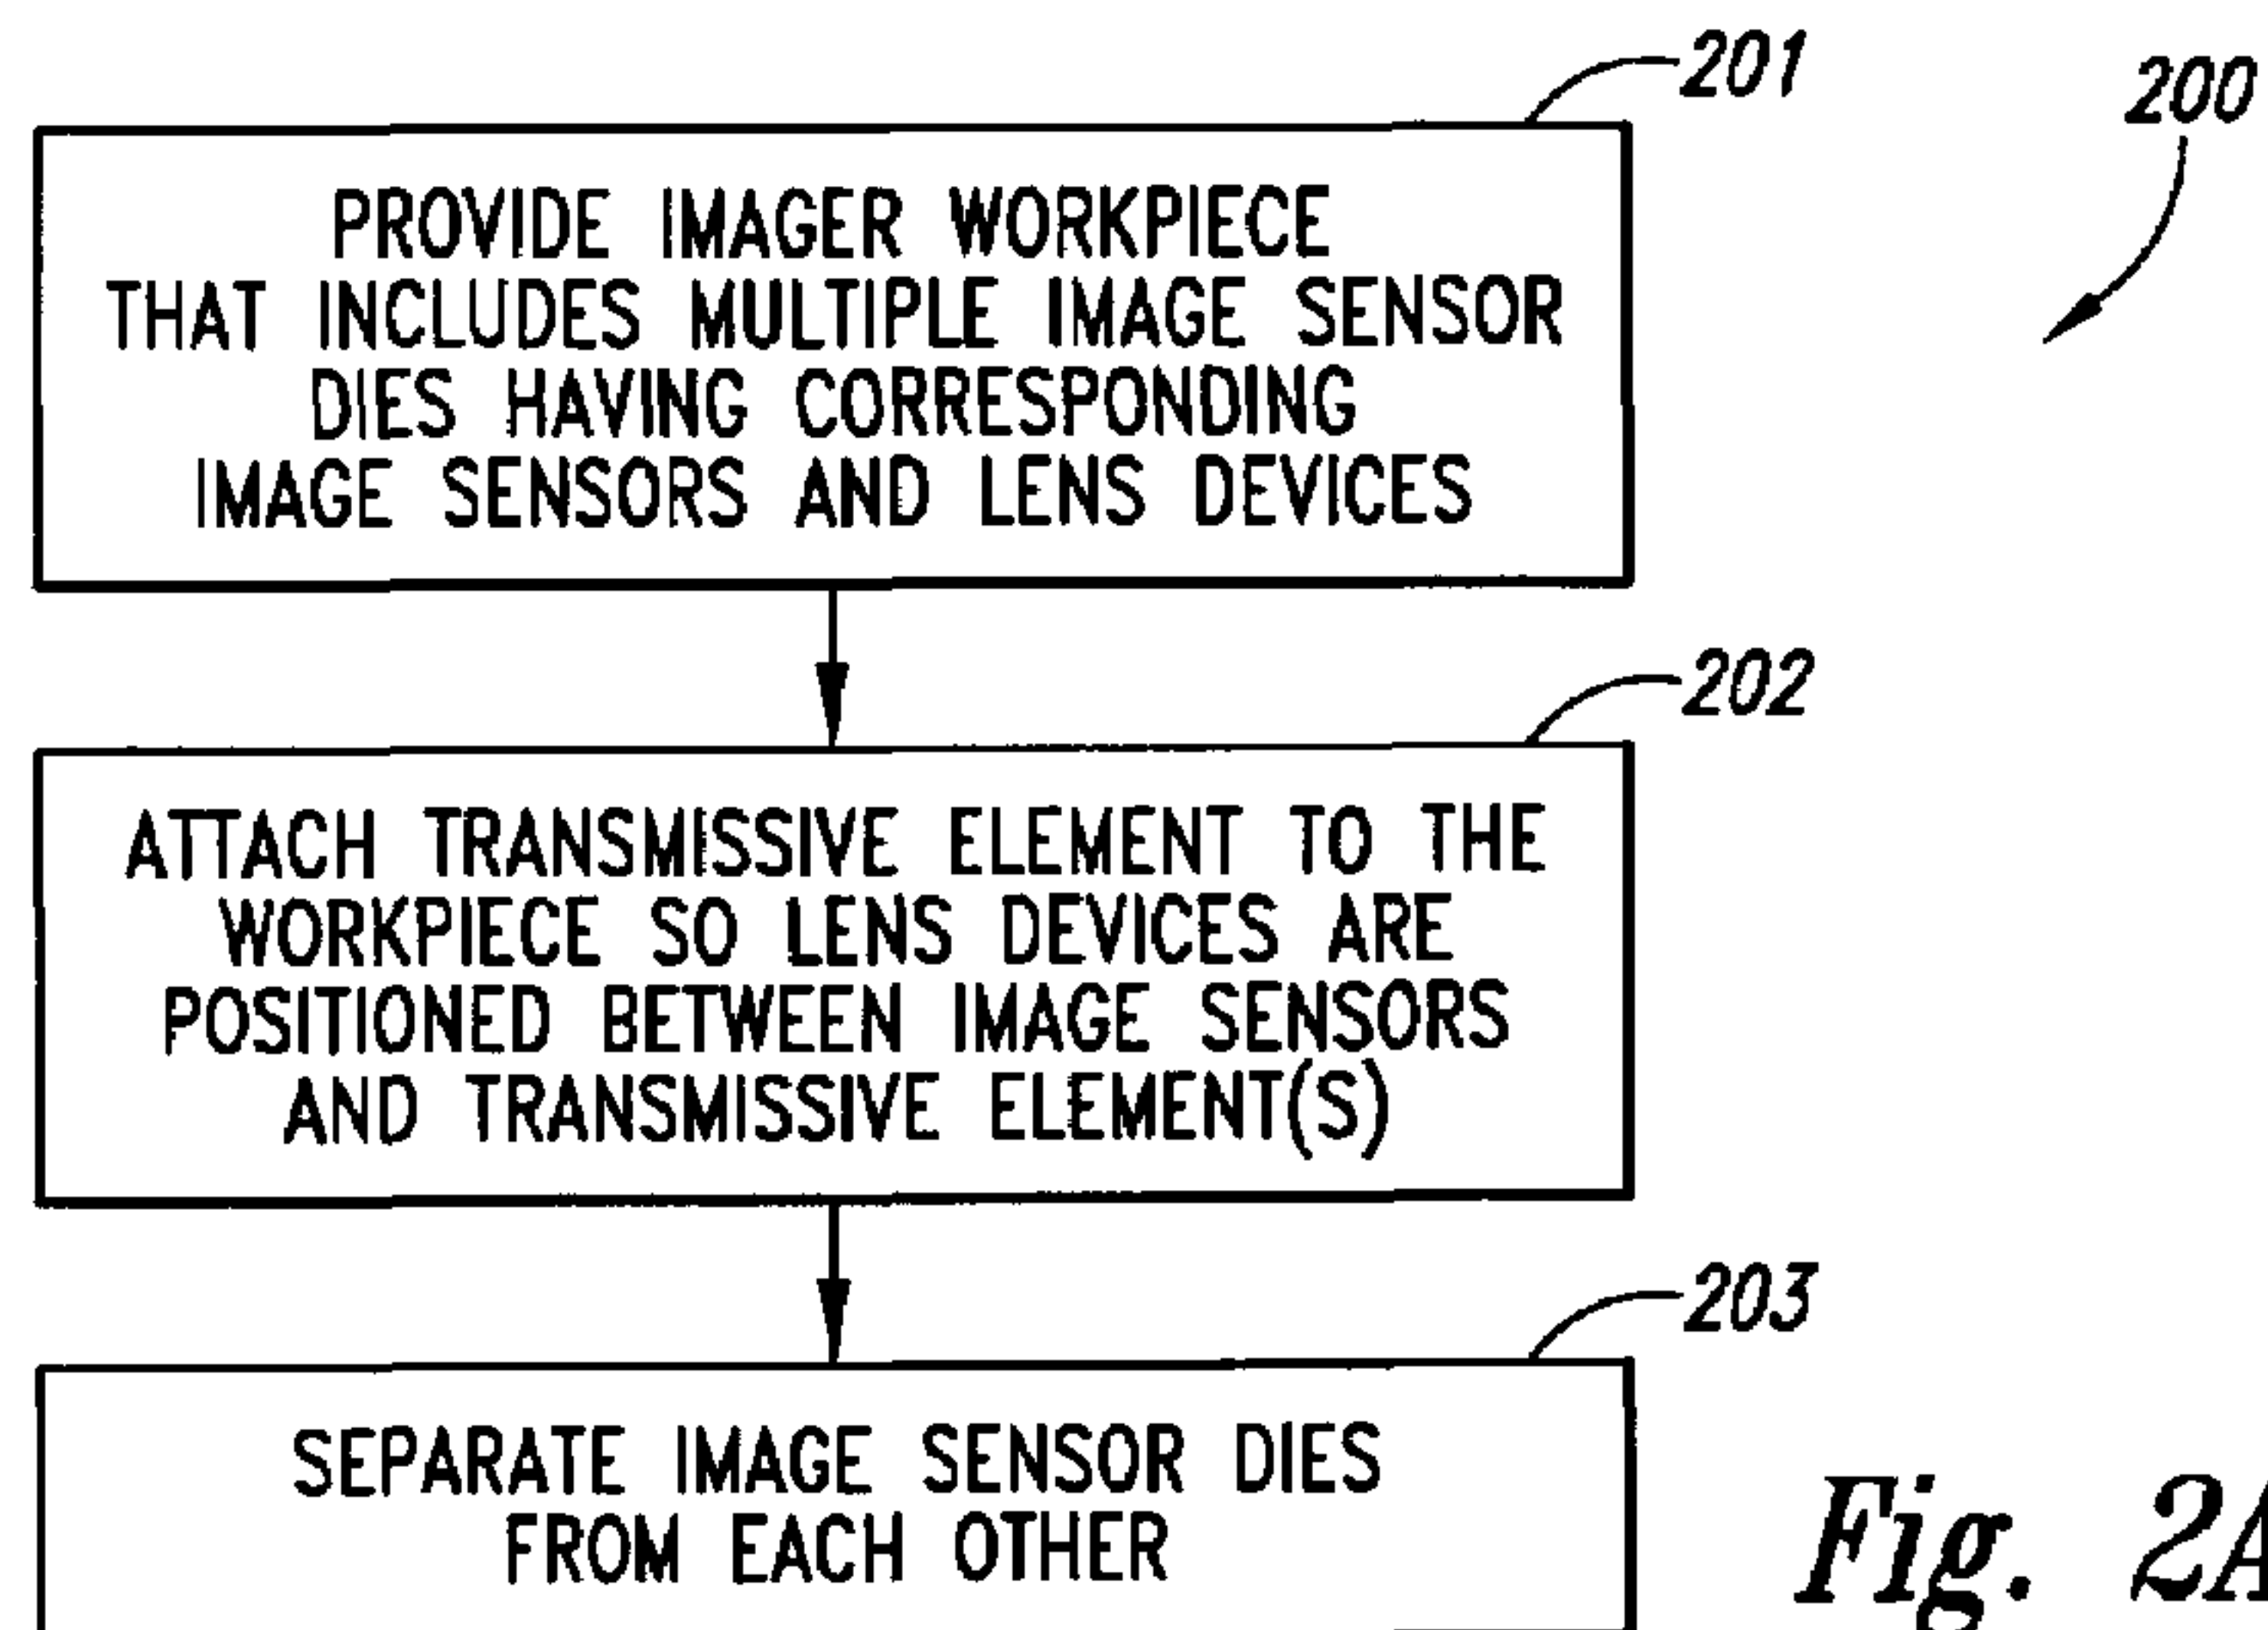 201
200
PROVIDE IMAGER WORKPIECE
THAT INCLUDES MULTIPLE IMAGE SENSOR
DIES HAVING CORRESPONDING
IMAGE SENSORS AND LENS DEVICES
202
ATTACH TRANSMISSIVE ELEMENT TO THE
WORKPIECE SO LENS DEVICES ARE
POSITIONED BETWEEN IMAGE SENSORS
AND TRANSMISSIVE ELEMENT(S)
203
SEPARATE IMAGE SENSOR DIES
FROM EACH OTHER
Fig. 2A